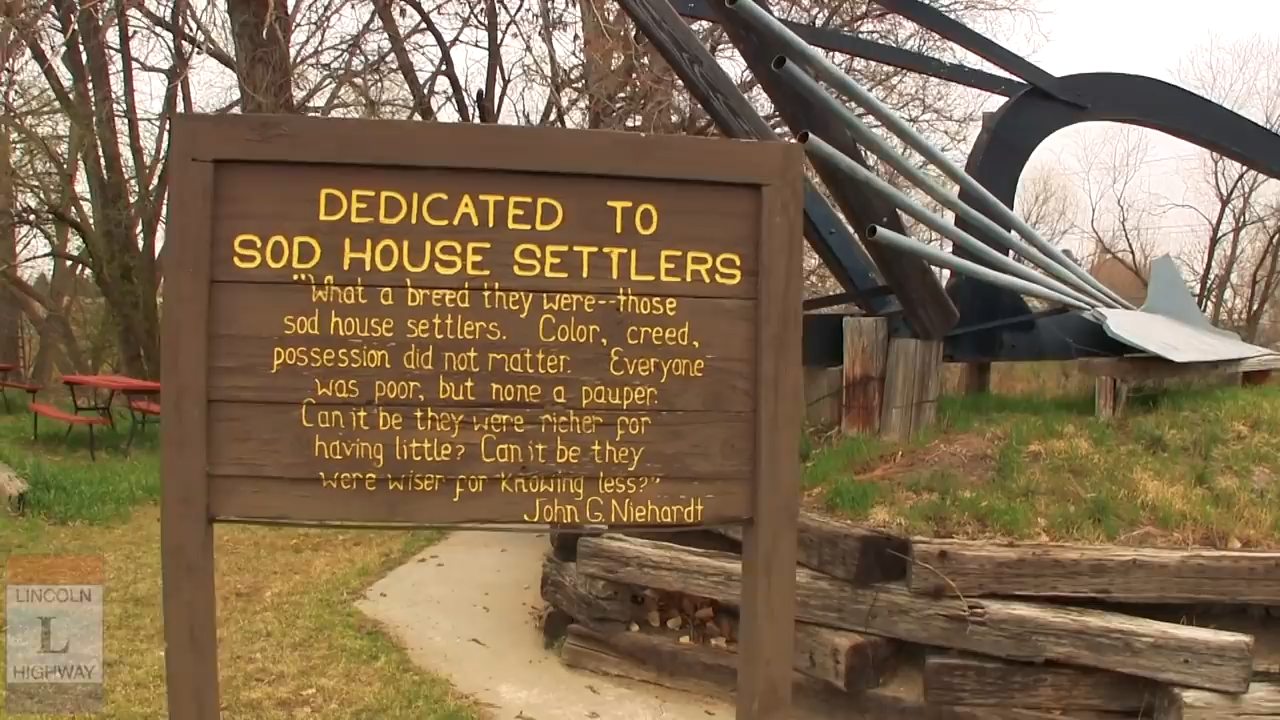 DEDICATED TO
SOD HOUSE SETTLERS
"What a breed they were--those
sod house settlers. Color, creed,
possession did not matter. Everyone
was poor, but none a pauper.
Can it be they were richer for
having little? Can it be they
were wiser for knowing less?"
John G. Niehardt
LINCOLN
L
HIGHWAY